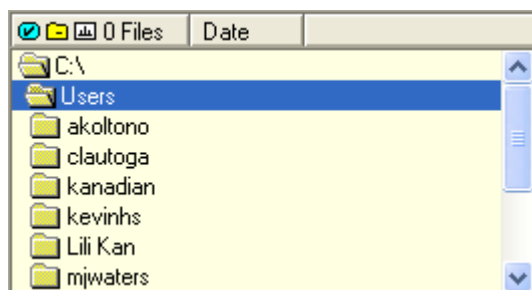 0 Files Date
C:\
Users
akoltono
clautoga
kanadian
kevinhs
Lili Kan
mjwaters